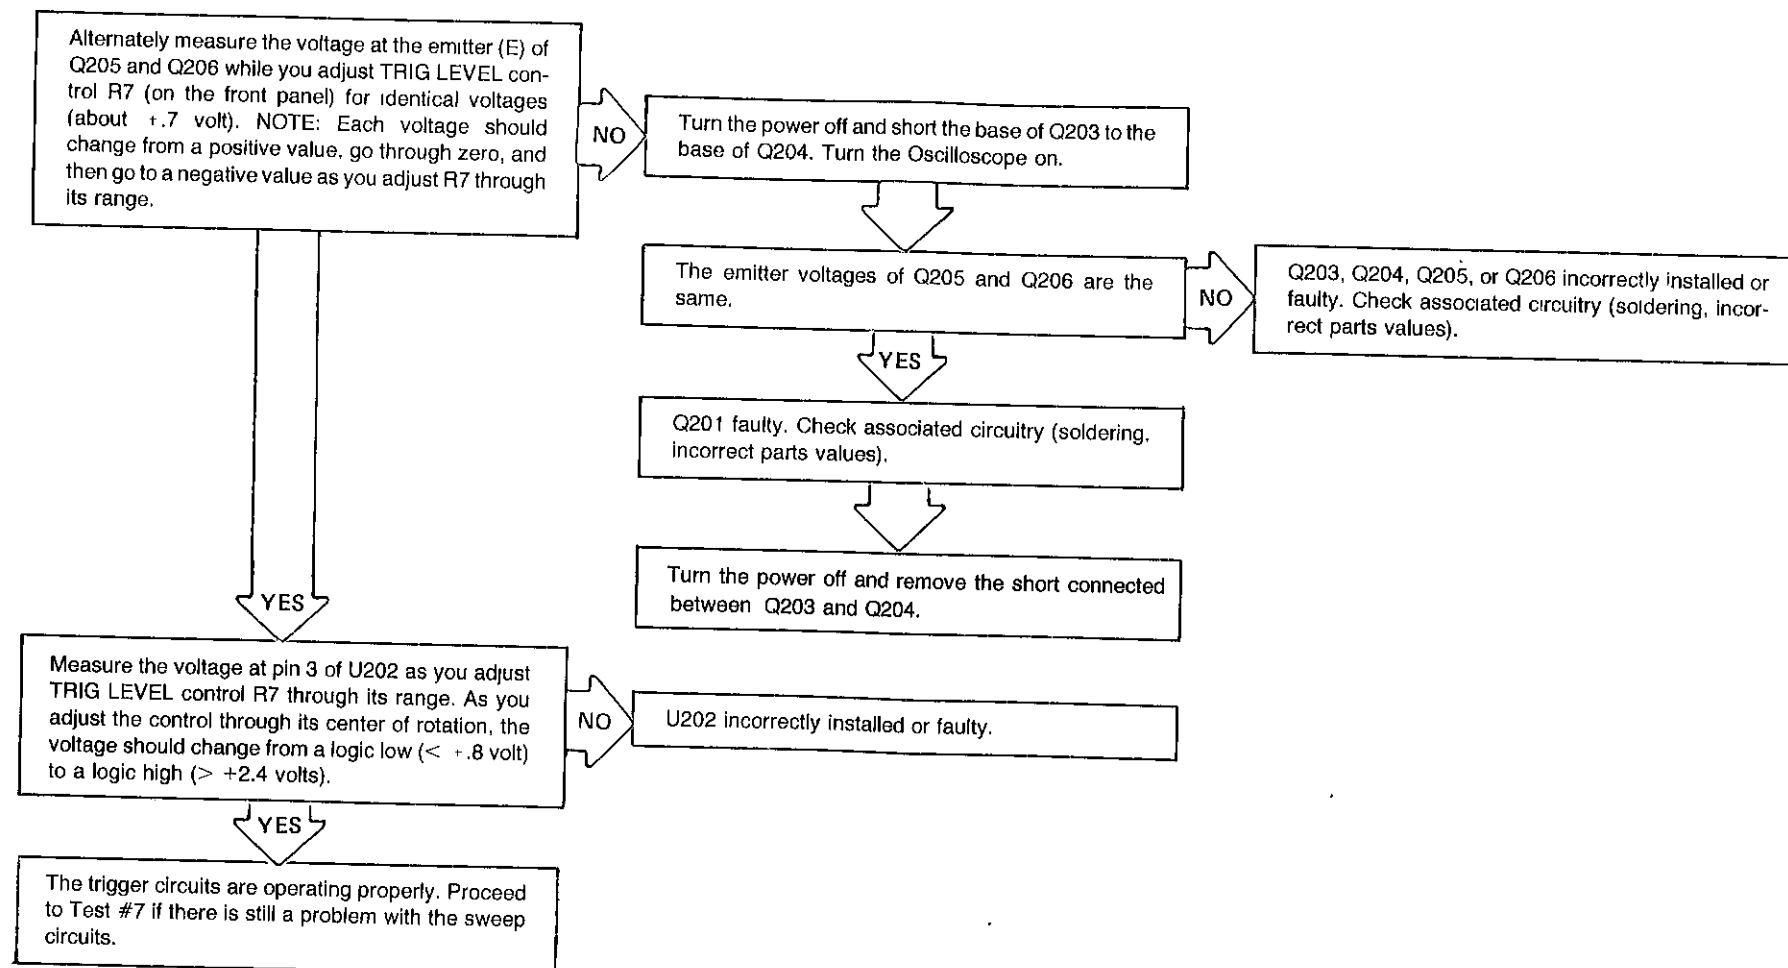 Alternately measure the voltage at the emitter (E) of
Q205 and Q206 while you adjust TRIG LEVEL con-
trol R7 (on the front panel) for identical voltages
(about +.7 volt). NOTE: Each voltage should
change from a positive value, go through zero, and
then go to a negative value as you adjust R7 through
its range.
NO
Turn the power off and short the base of Q203 to the
base of Q204. Turn the Oscilloscope on.
The emitter voltages of Q205 and Q206 are the
same.
NO
Q203, Q204, Q205, or Q206 incorrectly installed or
faulty. Check associated circuitry (soldering, incor-
rect parts values).
YES
Q201 faulty. Check associated circuitry (soldering,
incorrect parts values).
Turn the power off and remove the short connected
between Q203 and Q204.
YES
Measure the voltage at pin 3 of U202 as you adjust
TRIG LEVEL control R7 through its range. As you
adjust the control through its center of rotation, the
voltage should change from a logic low (< +.8 volt)
to a logic high (> +2.4 volts).
NO
U202 incorrectly installed or faulty.
YES
The trigger circuits are operating properly. Proceed
to Test #7 if there is still a problem with the sweep
circuits.